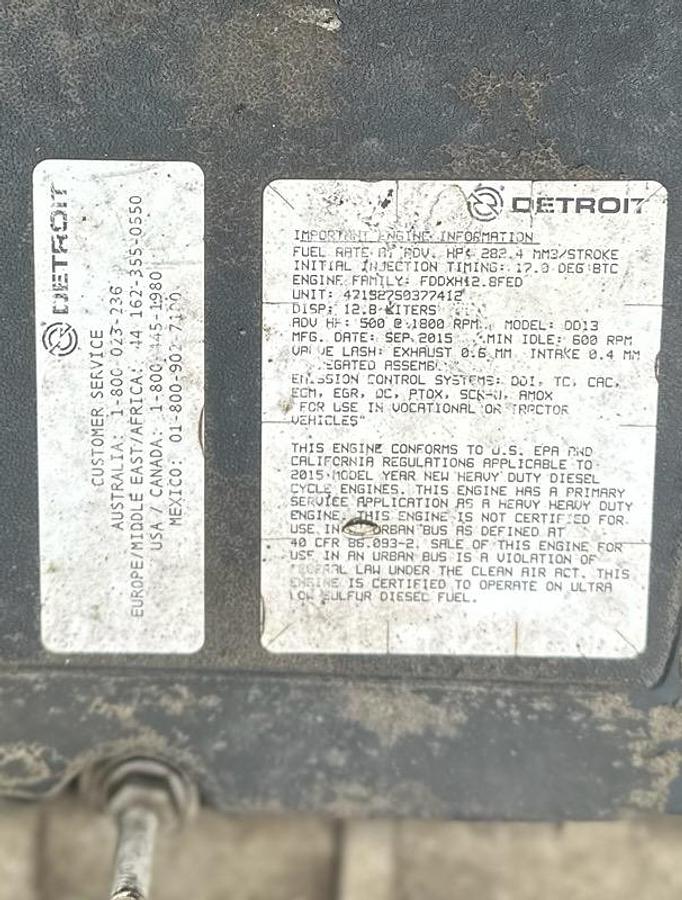 DETROIT
CUSTOMER SERVICE
AUSTRALIA: 1-800-023-236
EUROPE/MIDDLE EAST/AFRICA: 44 162-355-0550
USA / CANADA: 1-800-445-1980
MEXICO: 01-800-902-7100
DETROIT
IMPORTANT ENGINE INFORMATION
FUEL RATE AT ADV. HP: 282.4 MM3/STROKE
INITIAL INJECTION TIMING: 17.0 DEG BTC
ENGINE FAMILY: FDDXH12.8FED
UNIT: 471927S0377412
DISP: 12.8 LITERS
ADV HP: 500 @ 1800 RPM MODEL: DD13
MFG. DATE: SEP 2015 MIN IDLE: 600 RPM
VALVE LASH: EXHAUST 0.6 MM INTAKE 0.4 MM
EMISSION CONTROL SYSTEMS: DDI, TC, CAC,
ECM, EGR, OC, PTOX, SCR-U, AMOX
"FOR USE IN VOCATIONAL OR TRACTOR
VEHICLES"
THIS ENGINE CONFORMS TO U.S. EPA AND
CALIFORNIA REGULATIONS APPLICABLE TO
2015 MODEL YEAR NEW HEAVY DUTY DIESEL
CYCLE ENGINES. THIS ENGINE HAS A PRIMARY
SERVICE APPLICATION AS A HEAVY HEAVY DUTY
ENGINE. THIS ENGINE IS NOT CERTIFIED FOR
USE IN URBAN BUS AS DEFINED AT
40 CFR 86.093-2. SALE OF THIS ENGINE FOR
USE IN AN URBAN BUS IS A VIOLATION OF
FEDERAL LAW UNDER THE CLEAN AIR ACT. THIS
ENGINE IS CERTIFIED TO OPERATE ON ULTRA
LOW SULFUR DIESEL FUEL.